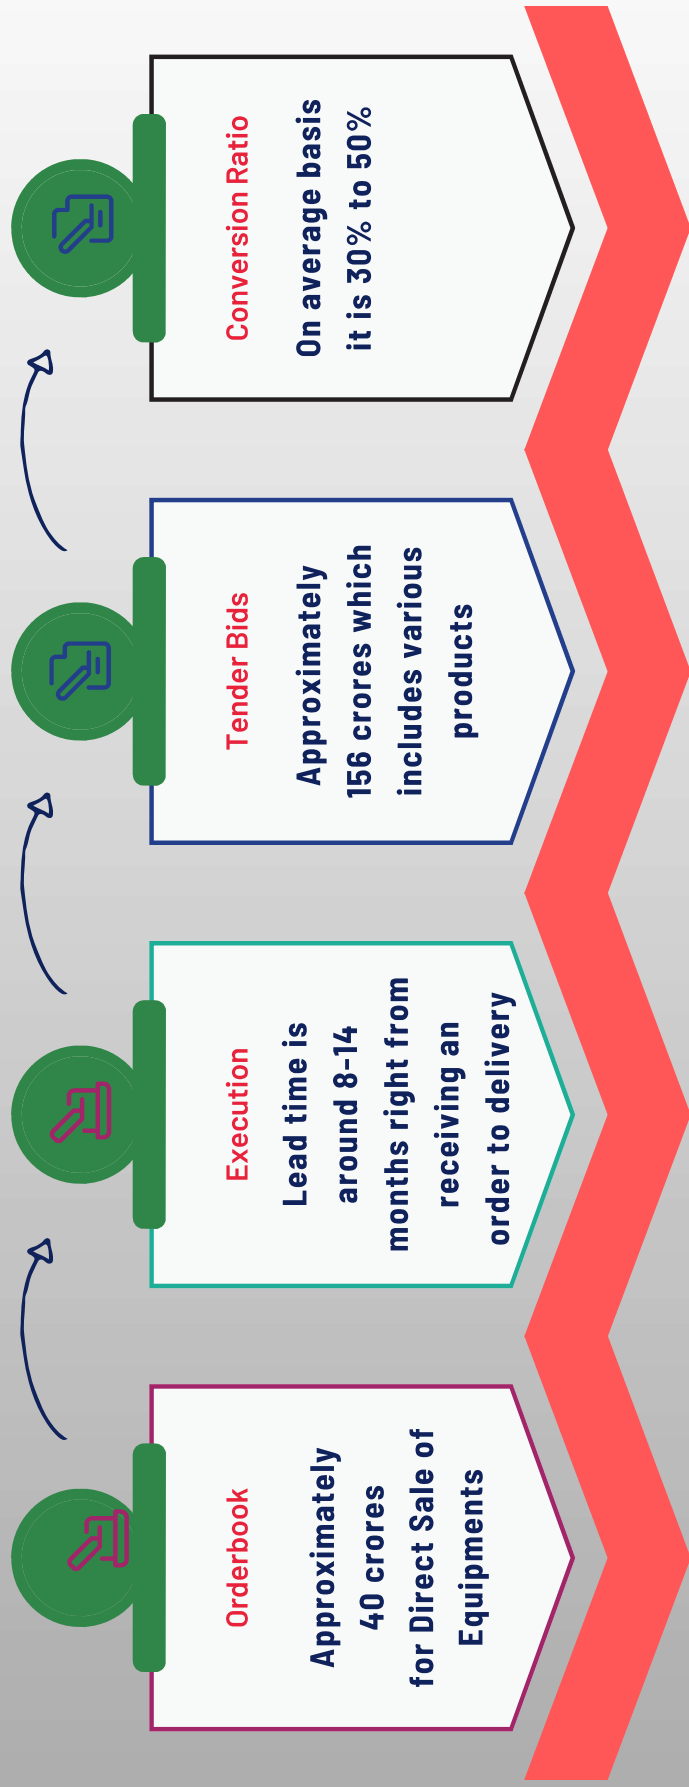 Orderbook
Approximately
40 crores
for Direct Sale of
Equipments
Execution
Lead time is
around 8-14
months right from
receiving an
order to delivery
Tender Bids
Approximately
156 crores which
includes various
products
Conversion Ratio
On average basis
it is 30% to 50%